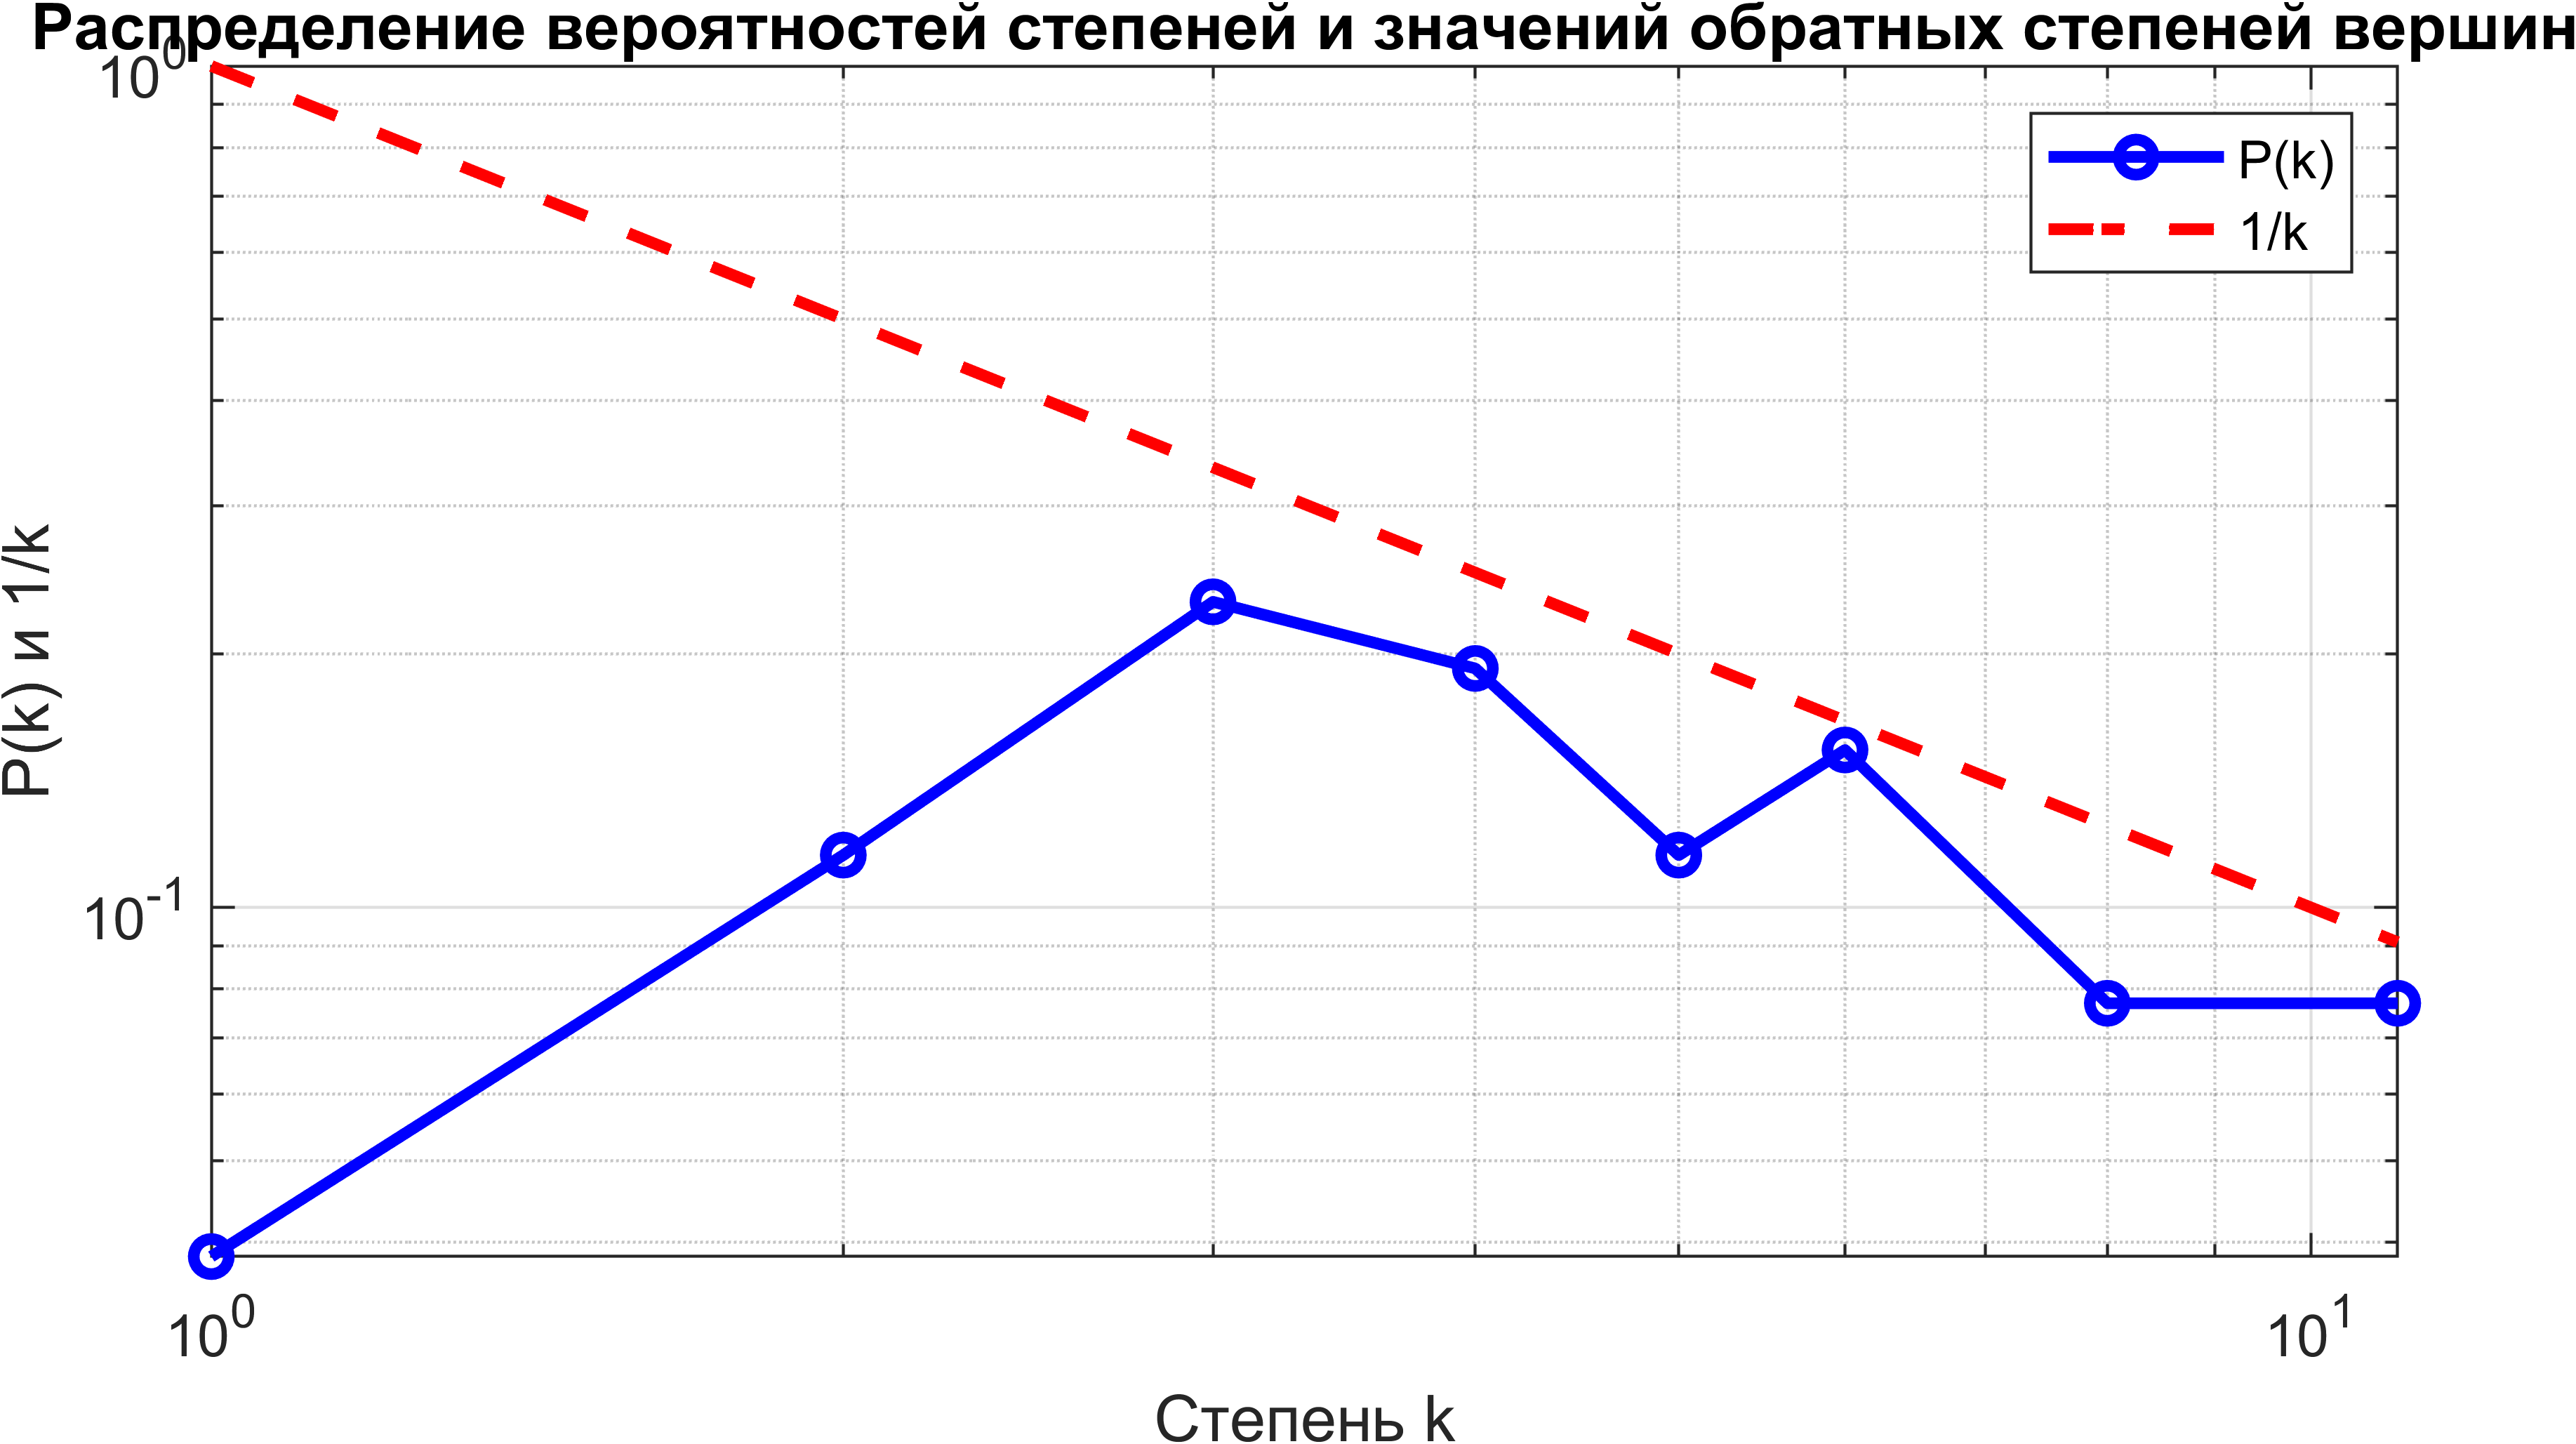 Распределение вероятностей степеней и значений обратных степеней вершин
10^0
P(k)
1/k
P(k) и 1/k
10^-1
10^0
10^1
Степень k